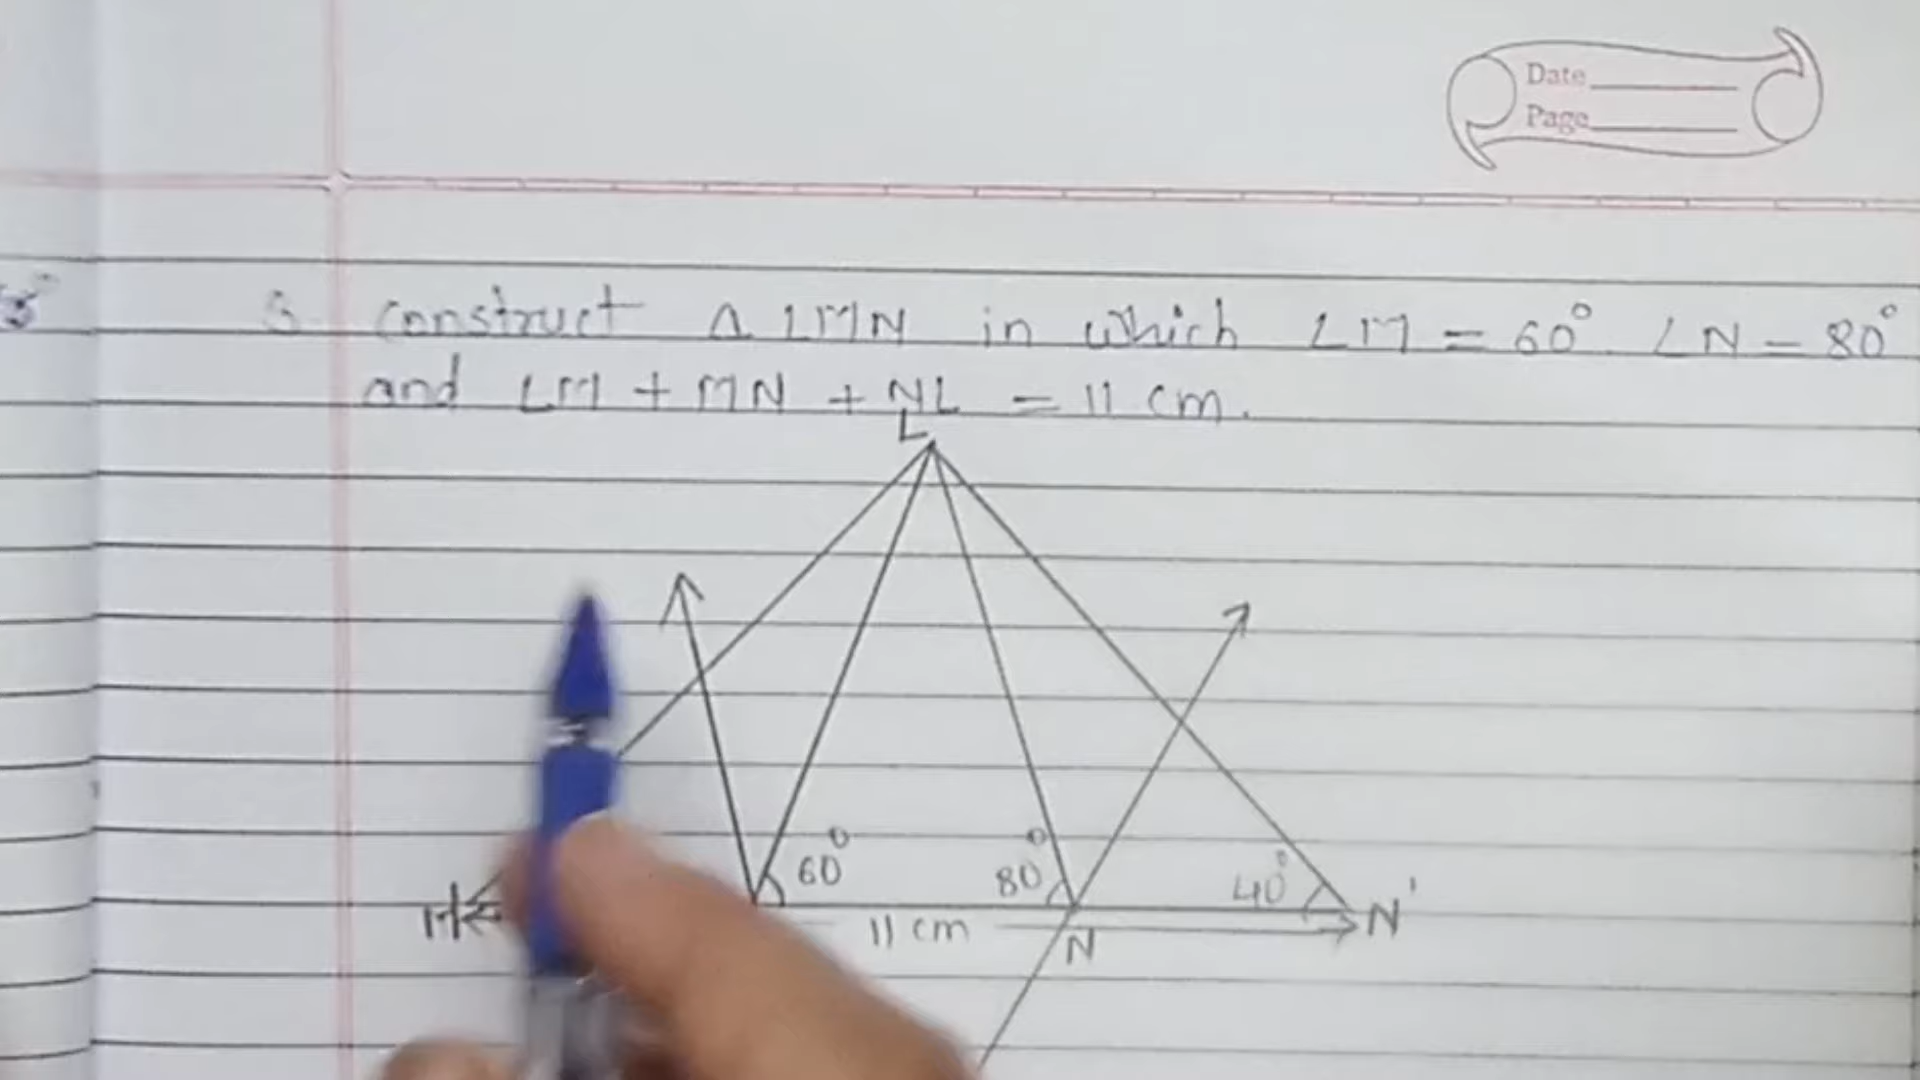 Date
Page
3 construct Δ LMN in which ∠M = 60° ∠N = 80°
and LM + MN + NL = 11 cm.
L
60° 80° 40°
N'
11 cm
N